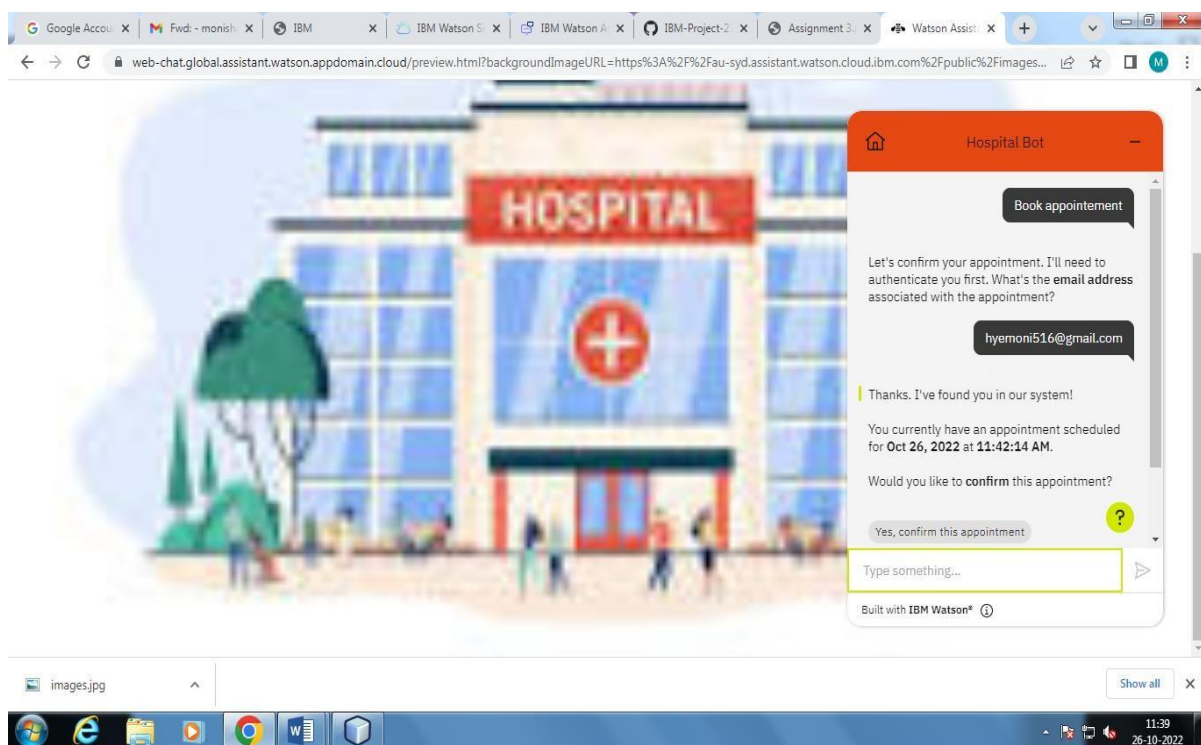 Google Accou
Fwd: - monish
IBM
IBM Watson S
IBM Watson A
IBM-Project-2
Assignment 3
Watson Assist
web-chat.global.assistant.watson.appdomain.cloud/preview.html?backgroundImageURL=https%3A%2F%2Fau-syd.assistant.watson.cloud.ibm.com%2Fpublic%2Fimages...
M
HOSPITAL
Hospital Bot
Book appointement
Let's confirm your appointment. I'll need to
authenticate you first. What's the email address
associated with the appointment?
hyemoni516@gmail.com
Thanks. I've found you in our system!
You currently have an appointment scheduled
for Oct 26, 2022 at 11:42:14 AM.
Would you like to confirm this appointment?
?
Yes, confirm this appointment
Type something...
Built with IBM Watson®
images.jpg
Show all
11:39
26-10-2022